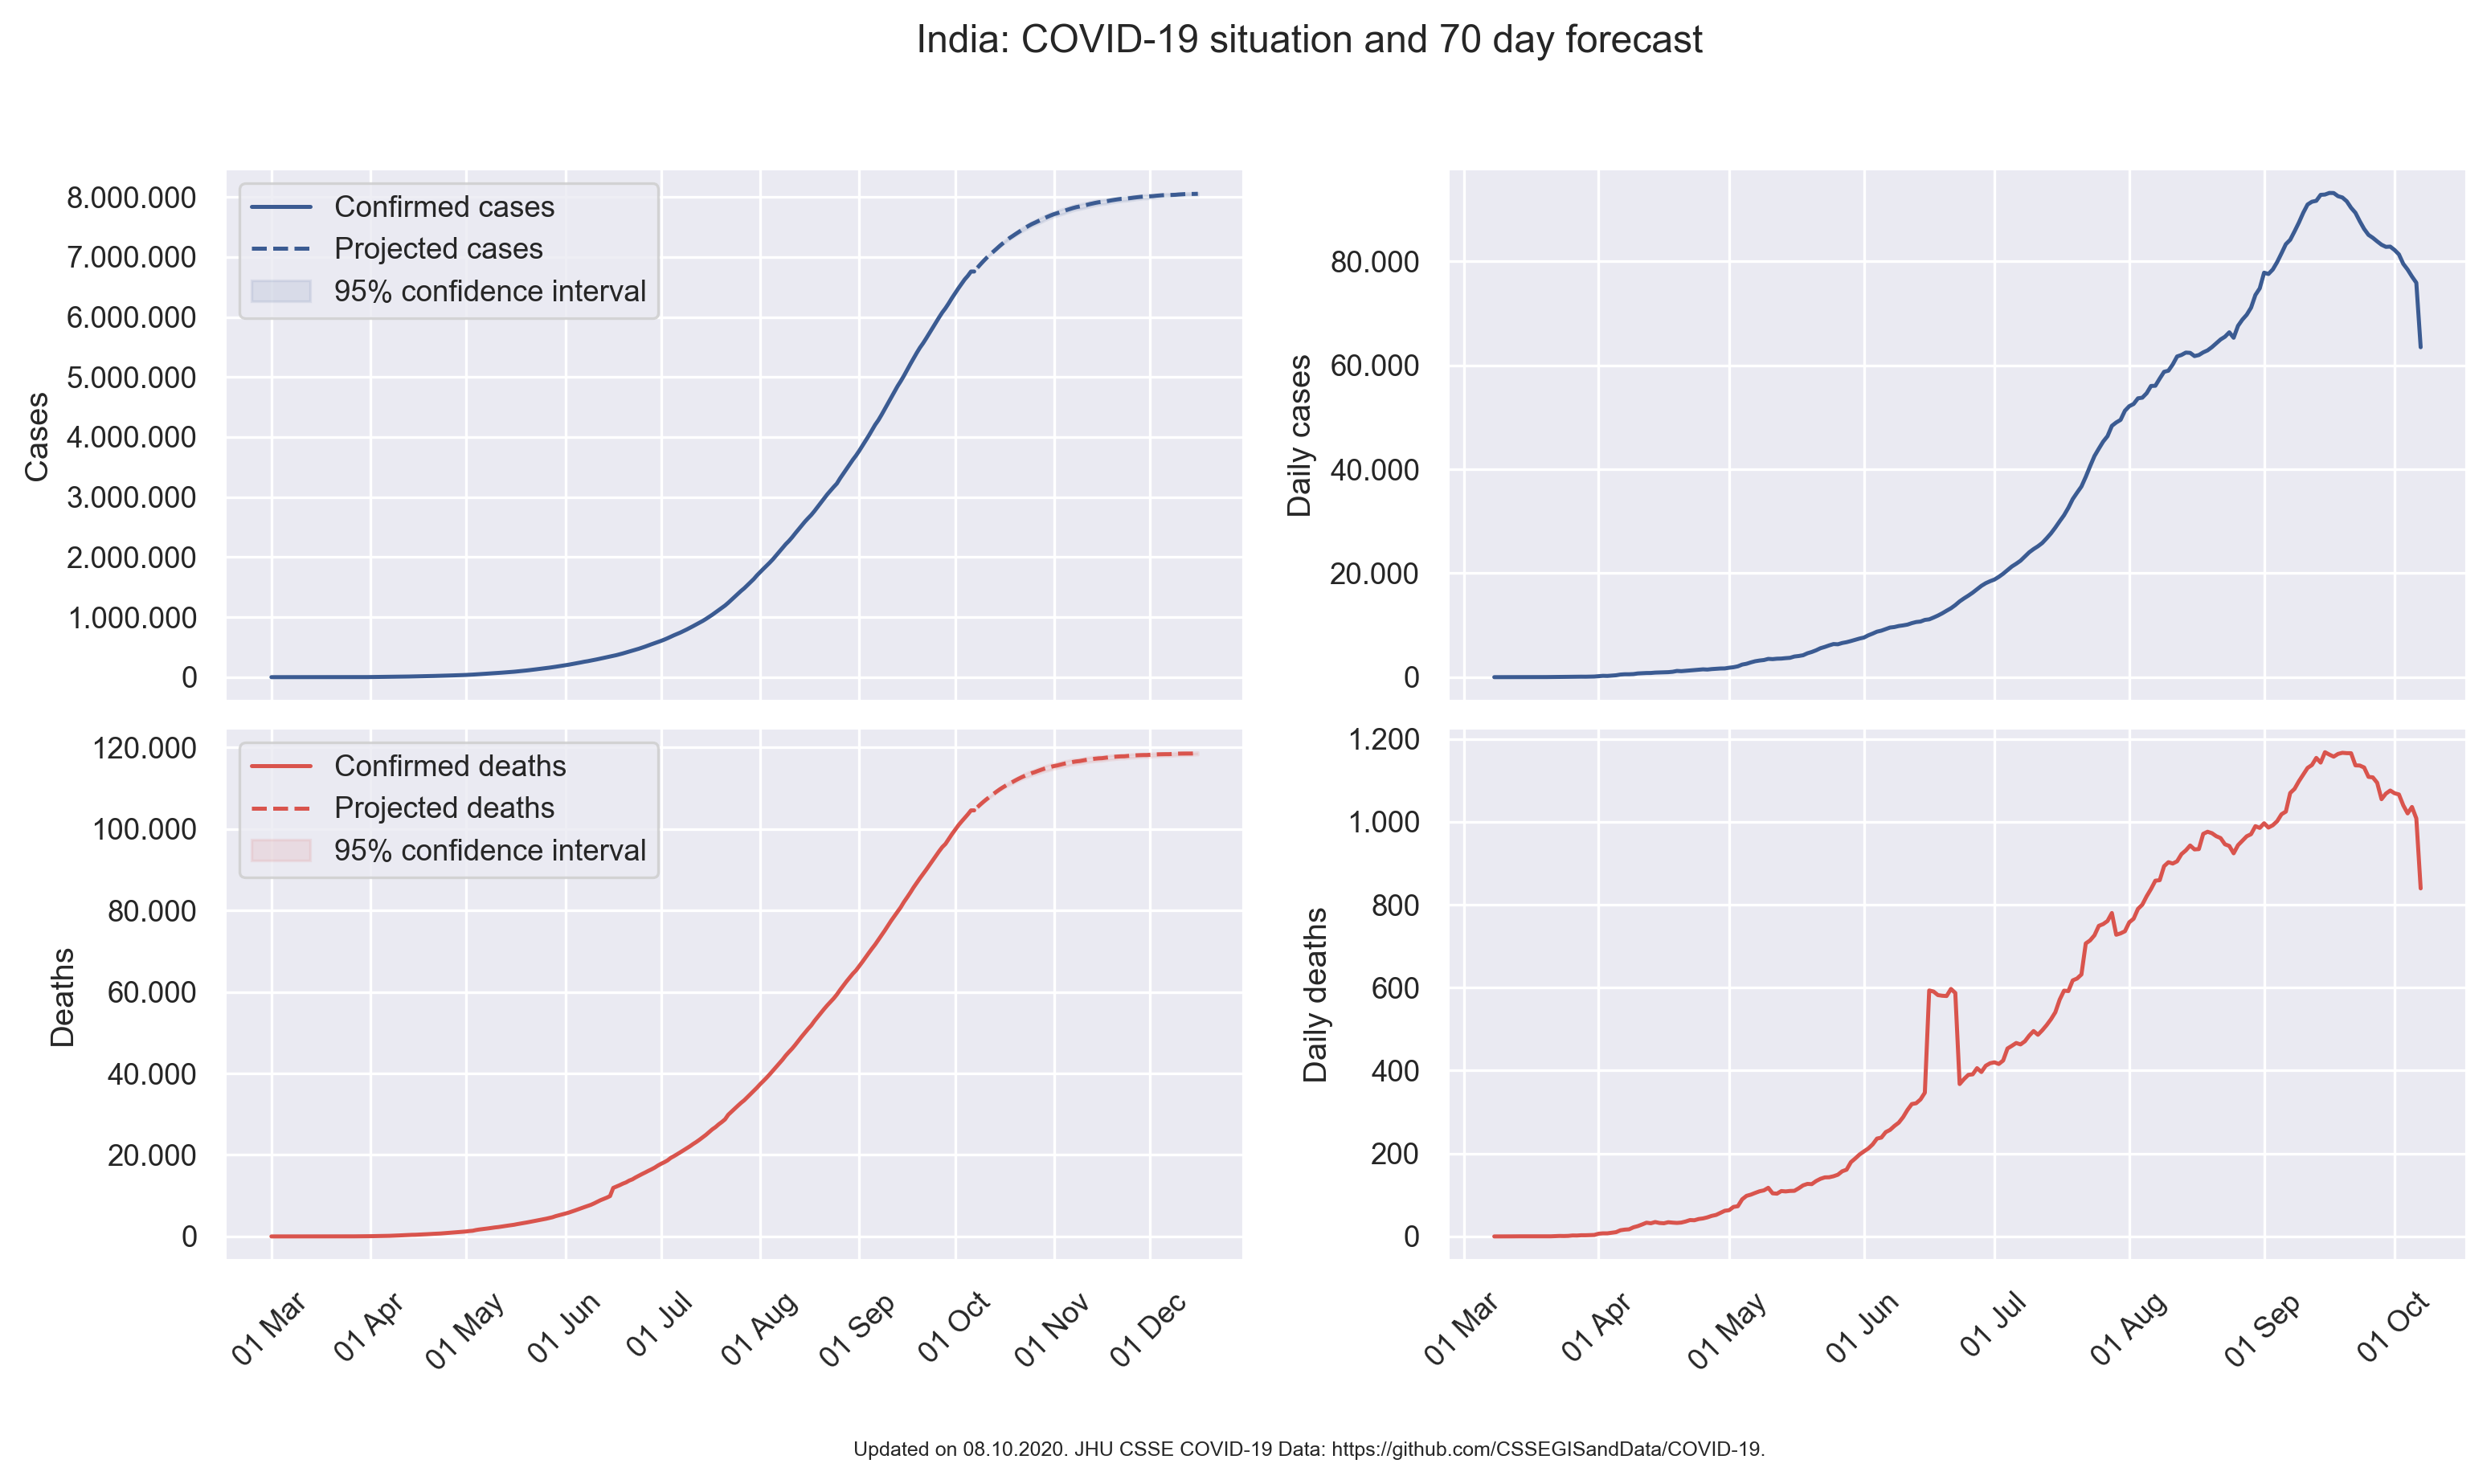 India: COVID-19 situation and 70 day forecast
Cases
8.000.000
7.000.000
6.000.000
5.000.000
4.000.000
3.000.000
2.000.000
1.000.000
0
Confirmed cases
Projected cases
95% confidence interval
Daily cases
80.000
60.000
40.000
20.000
0
Deaths
120.000
100.000
80.000
60.000
40.000
20.000
0
Confirmed deaths
Projected deaths
95% confidence interval
01 Mar
01 Apr
01 May
01 Jun
01 Jul
01 Aug
01 Sep
01 Oct
01 Nov
01 Dec
Daily deaths
1.200
1.000
800
600
400
200
0
01 Mar
01 Apr
01 May
01 Jun
01 Jul
01 Aug
01 Sep
01 Oct
Updated on 08.10.2020. JHU CSSE COVID-19 Data: https://github.com/CSSEGISandData/COVID-19.